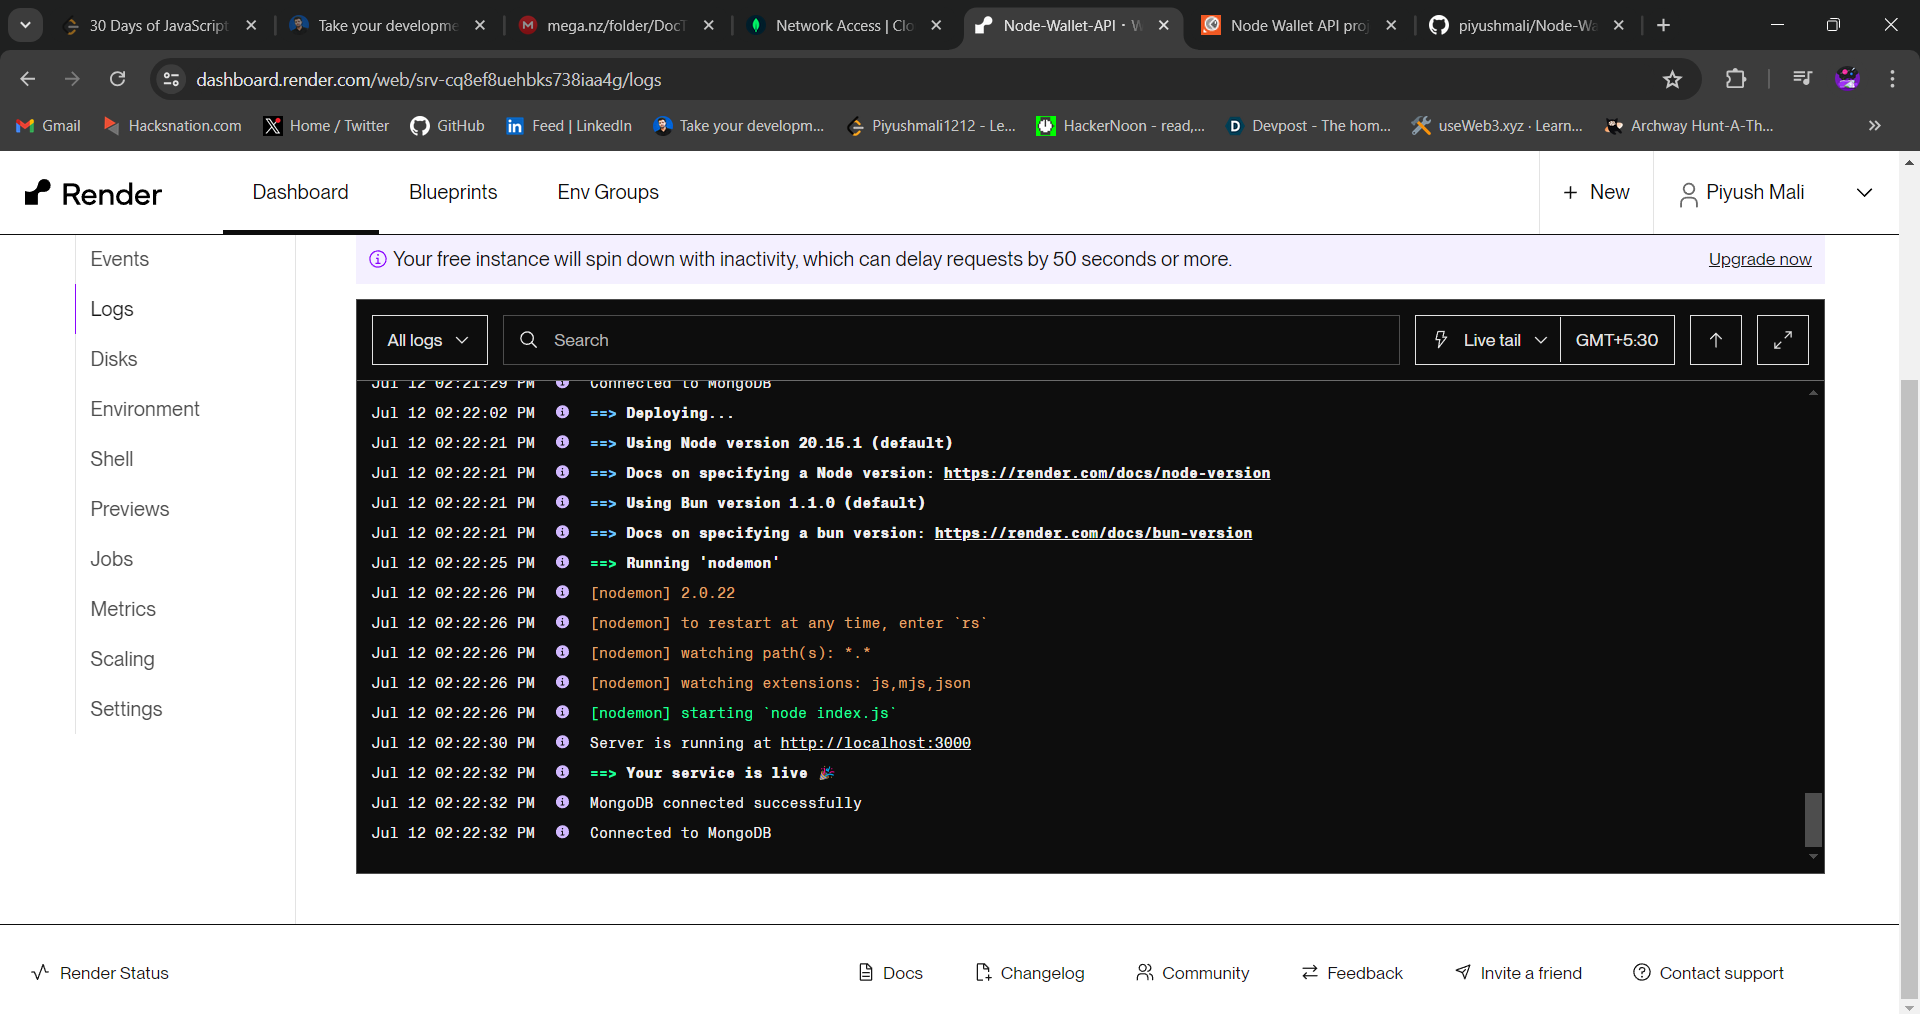 30 Days of JavaScript
Take your developme
mega.nz/folder/DocT
Network Access | Clo
Node-Wallet-API · W
Node Wallet API proj
piyushmali/Node-Wa
dashboard.render.com/web/srv-cq8ef8uehbks738iaa4g/logs
Gmail
Hacksnation.com
Home / Twitter
GitHub
Feed | LinkedIn
Take your developm...
Piyushmali1212 - Le...
HackerNoon - read,...
Devpost - The hom...
useWeb3.xyz · Learn...
Archway Hunt-A-Th...
Render
Dashboard
Blueprints
Env Groups
+ New
Piyush Mali
Events
Logs
Disks
Environment
Shell
Previews
Jobs
Metrics
Scaling
Settings
Your free instance will spin down with inactivity, which can delay requests by 50 seconds or more.
Upgrade now
All logs
Search
Live tail
GMT+5:30
Jul 12 02:21:29 PM Connected to MongoDB
Jul 12 02:22:02 PM ==> Deploying...
Jul 12 02:22:21 PM ==> Using Node version 20.15.1 (default)
Jul 12 02:22:21 PM ==> Docs on specifying a Node version: https://render.com/docs/node-version
Jul 12 02:22:21 PM ==> Using Bun version 1.1.0 (default)
Jul 12 02:22:21 PM ==> Docs on specifying a bun version: https://render.com/docs/bun-version
Jul 12 02:22:25 PM ==> Running 'nodemon'
Jul 12 02:22:26 PM [nodemon] 2.0.22
Jul 12 02:22:26 PM [nodemon] to restart at any time, enter `rs`
Jul 12 02:22:26 PM [nodemon] watching path(s): *.*
Jul 12 02:22:26 PM [nodemon] watching extensions: js,mjs,json
Jul 12 02:22:26 PM [nodemon] starting `node index.js`
Jul 12 02:22:30 PM Server is running at http://localhost:3000
Jul 12 02:22:32 PM ==> Your service is live 🎉
Jul 12 02:22:32 PM MongoDB connected successfully
Jul 12 02:22:32 PM Connected to MongoDB
Render Status
Docs
Changelog
Community
Feedback
Invite a friend
Contact support